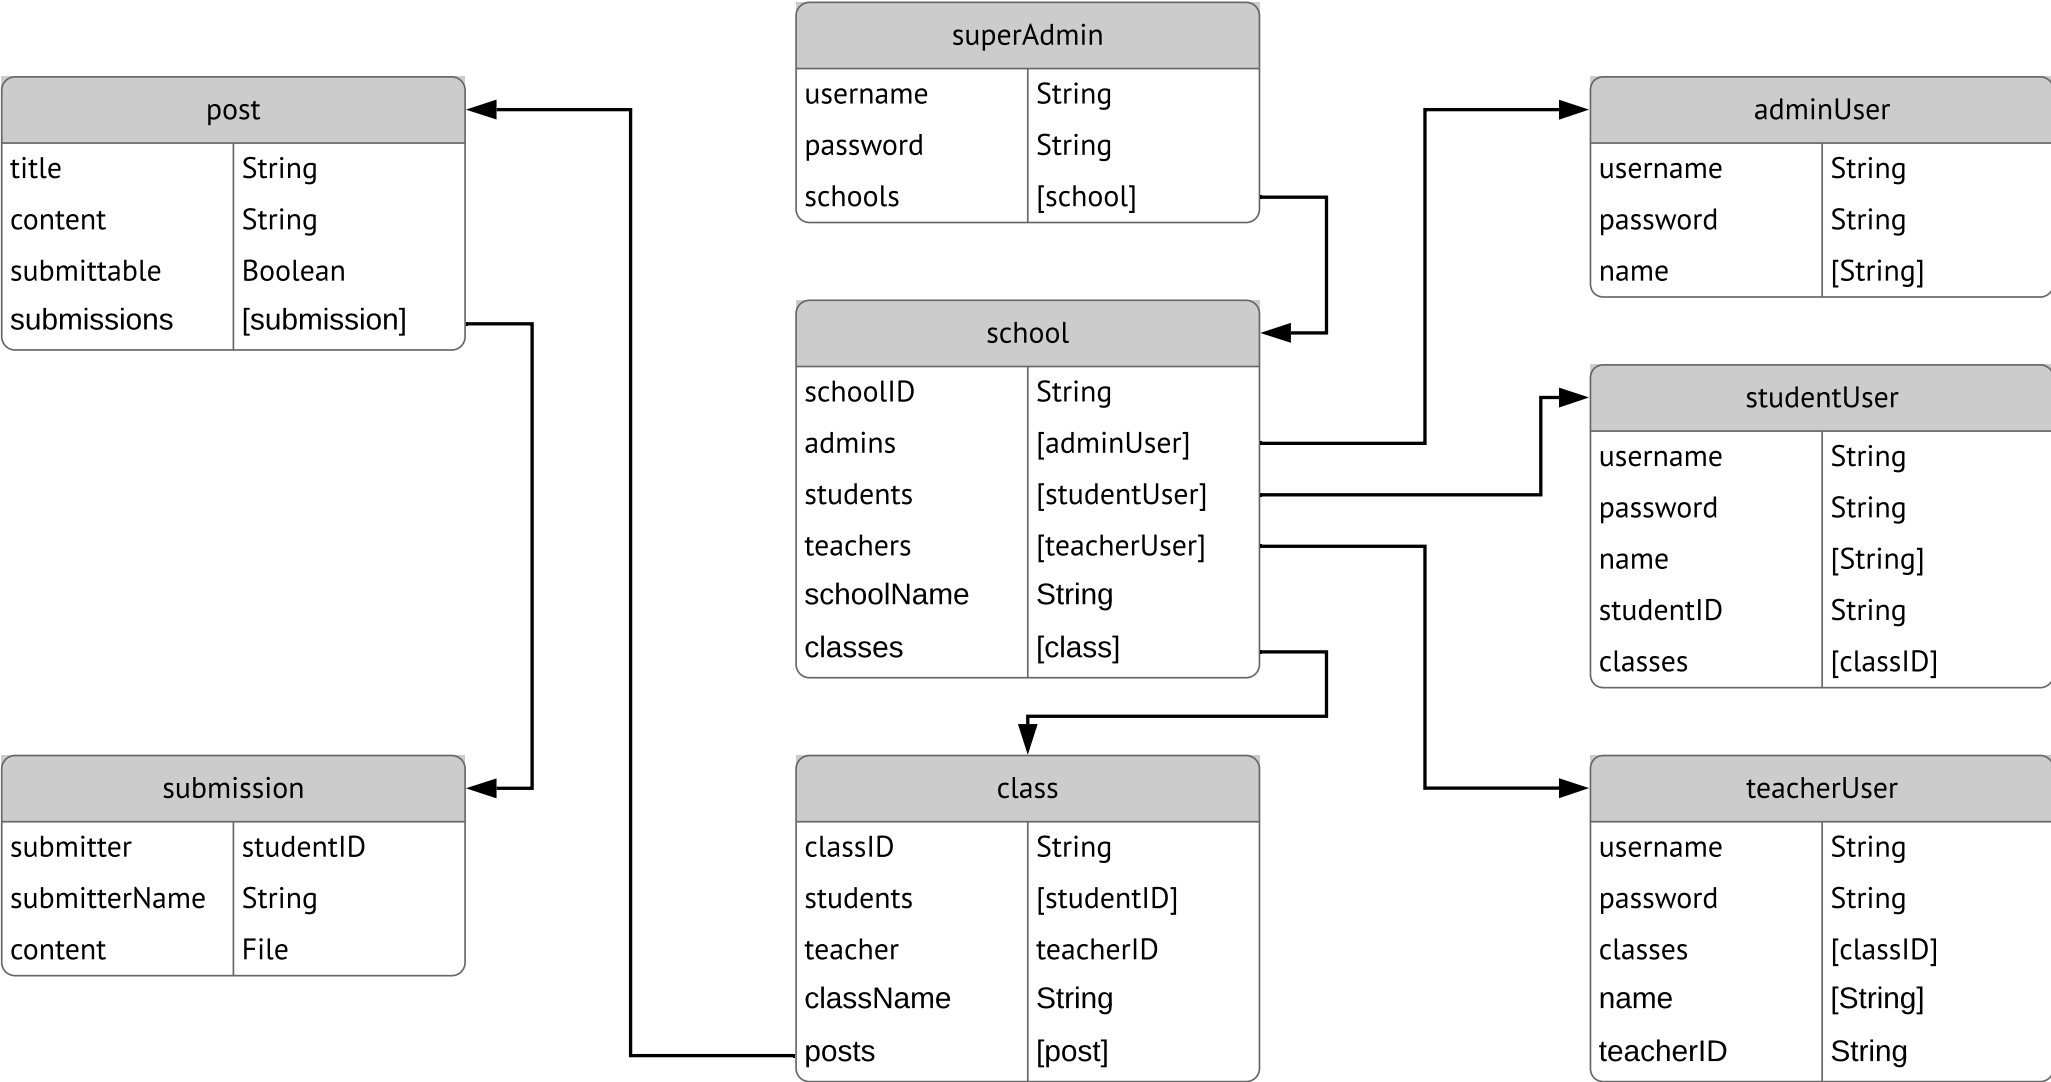 superAdmin
username String
password String
schools [school]
post
title String
content String
submittable Boolean
submissions [submission]
adminUser
username String
password String
name [String]
school
schoolID String
admins [adminUser]
students [studentUser]
teachers [teacherUser]
schoolName String
classes [class]
studentUser
username String
password String
name [String]
studentID String
classes [classID]
submission
submitter studentID
submitterName String
content File
class
classID String
students [studentID]
teacher teacherID
className String
posts [post]
teacherUser
username String
password String
classes [classID]
name [String]
teacherID String